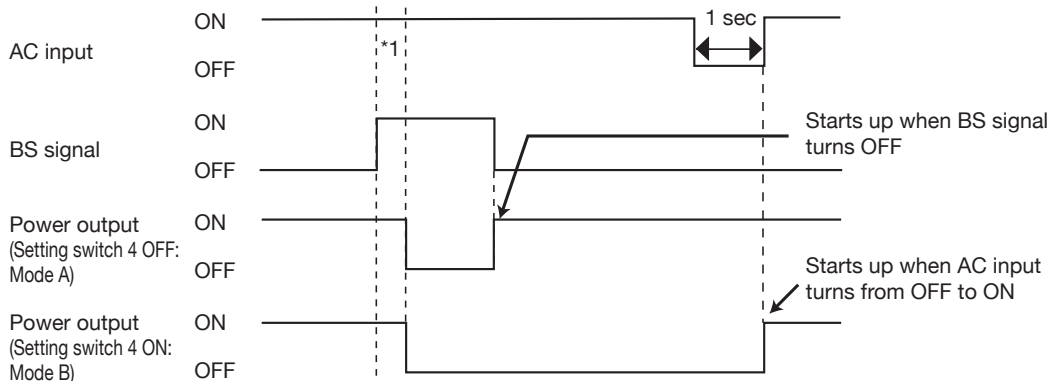 AC input
ON
OFF
*1
1 sec
BS signal
ON
OFF
Starts up when BS signal
turns OFF
Power output
(Setting switch 4 OFF:
Mode A)
ON
OFF
Starts up when AC input
turns from OFF to ON
Power output
(Setting switch 4 ON:
Mode B)
ON
OFF